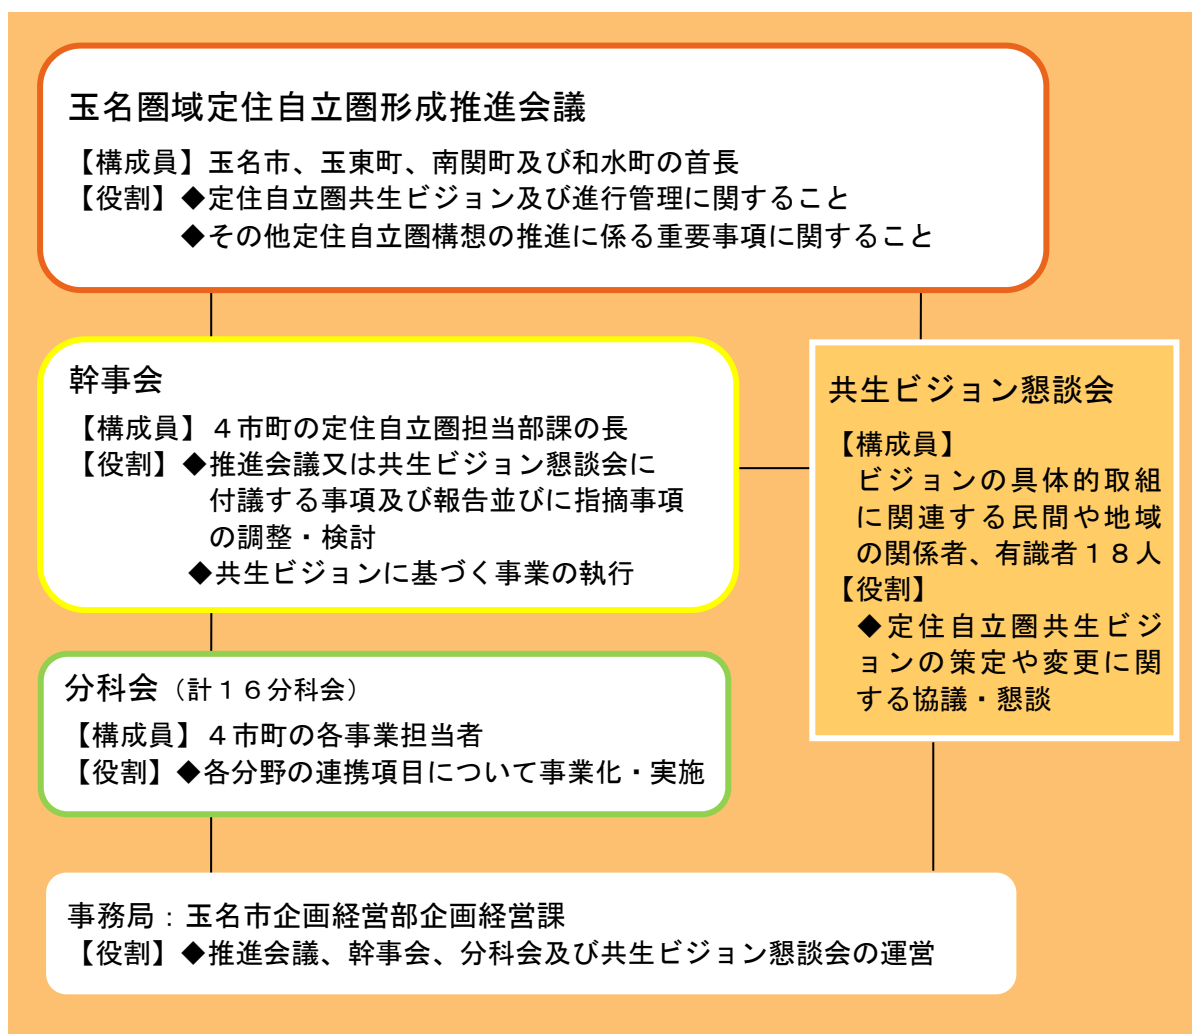 玉名圏域定住自立圏形成推進会議
【構成員】玉名市、玉東町、南関町及び和水町の首長
【役割】◆定住自立圏共生ビジョン及び進行管理に関すること
◆その他定住自立圏構想の推進に係る重要事項に関すること
幹事会
【構成員】４市町の定住自立圏担当部課の長
【役割】◆推進会議又は共生ビジョン懇談会に
付議する事項及び報告並びに指摘事項
の調整・検討
◆共生ビジョンに基づく事業の執行
共生ビジョン懇談会
【構成員】
ビジョンの具体的取組
に関連する民間や地域
の関係者、有識者１８人
【役割】
◆定住自立圏共生ビジ
ョンの策定や変更に関
する協議・懇談
分科会（計１６分科会）
【構成員】４市町の各事業担当者
【役割】◆各分野の連携項目について事業化・実施
事務局：玉名市企画経営部企画経営課
【役割】◆推進会議、幹事会、分科会及び共生ビジョン懇談会の運営